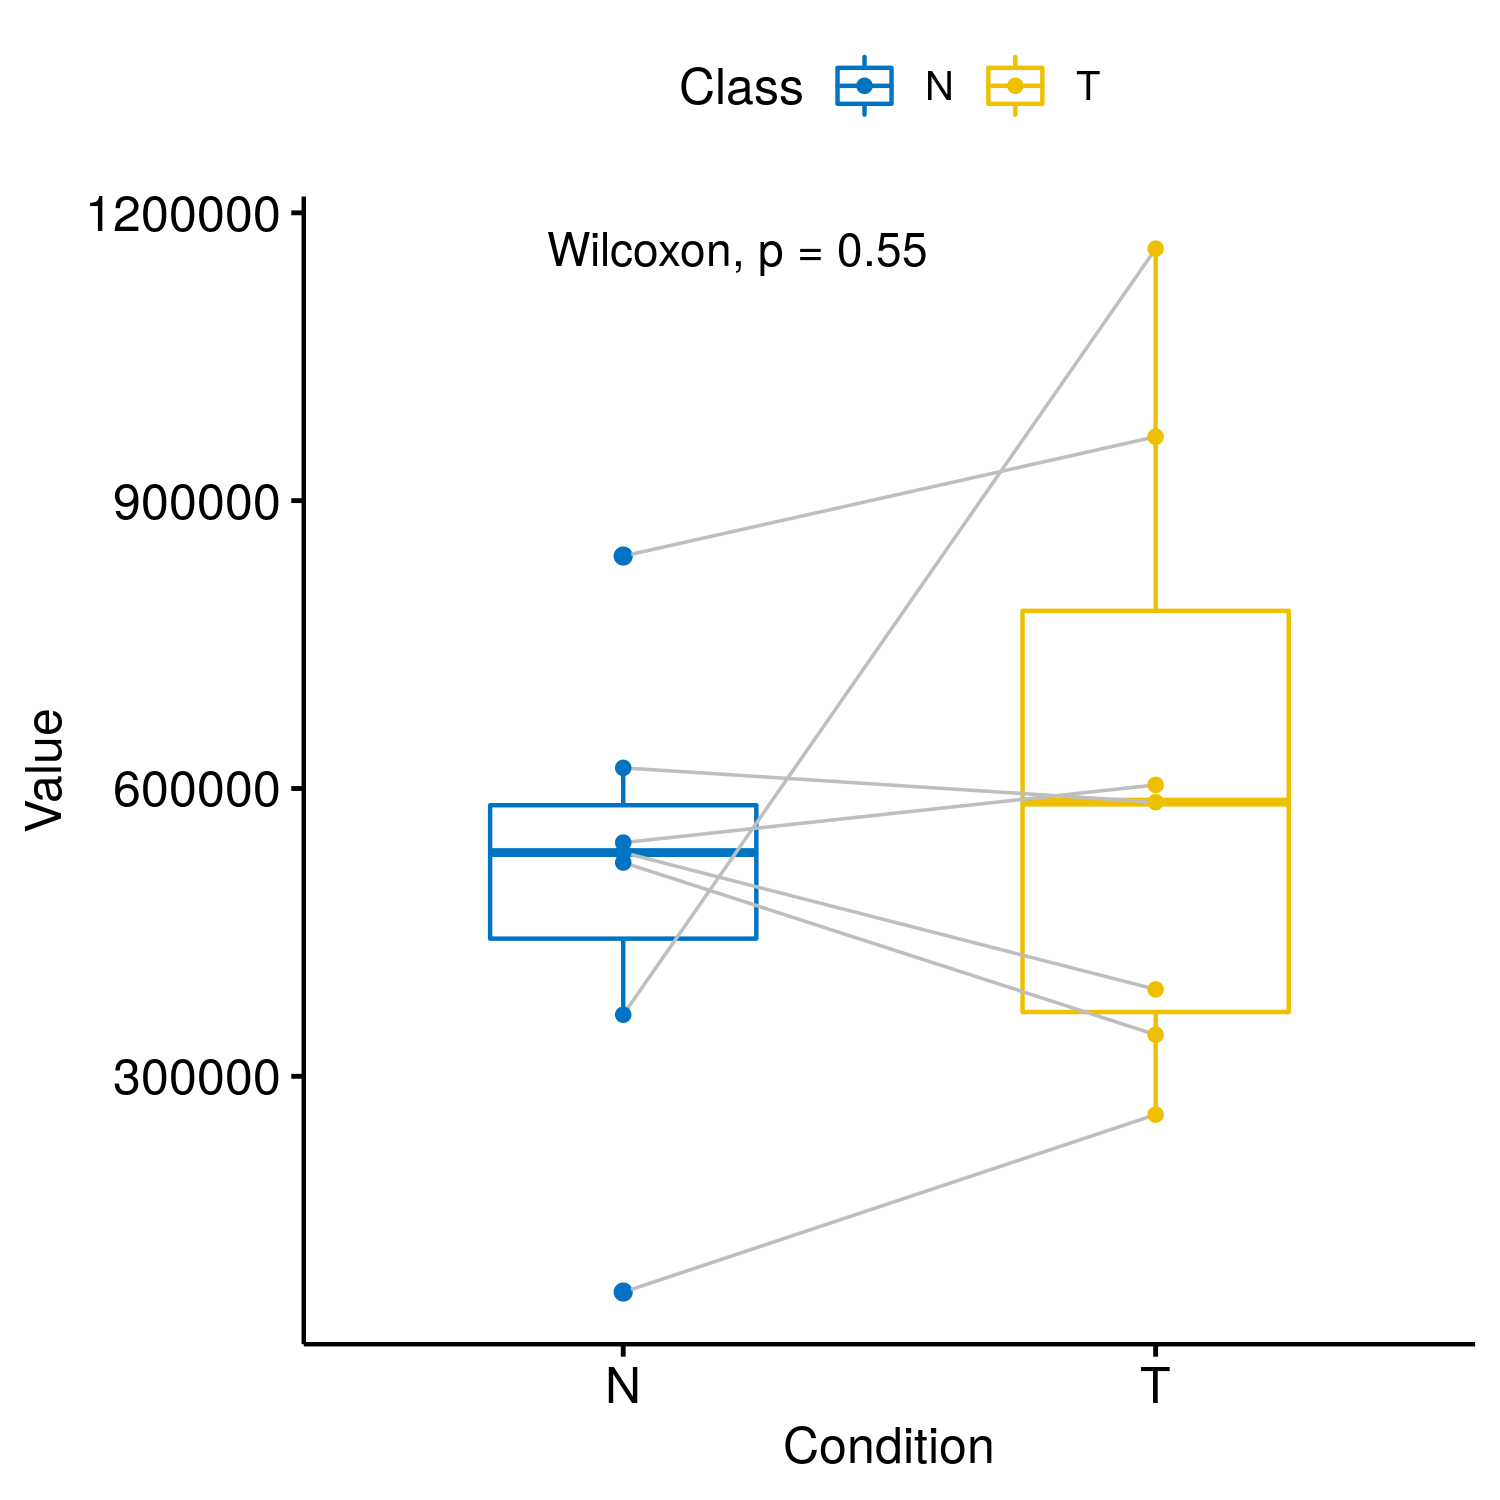 Class N T
1200000
Wilcoxon, p = 0.55
900000
600000
300000
Value
N T
Condition